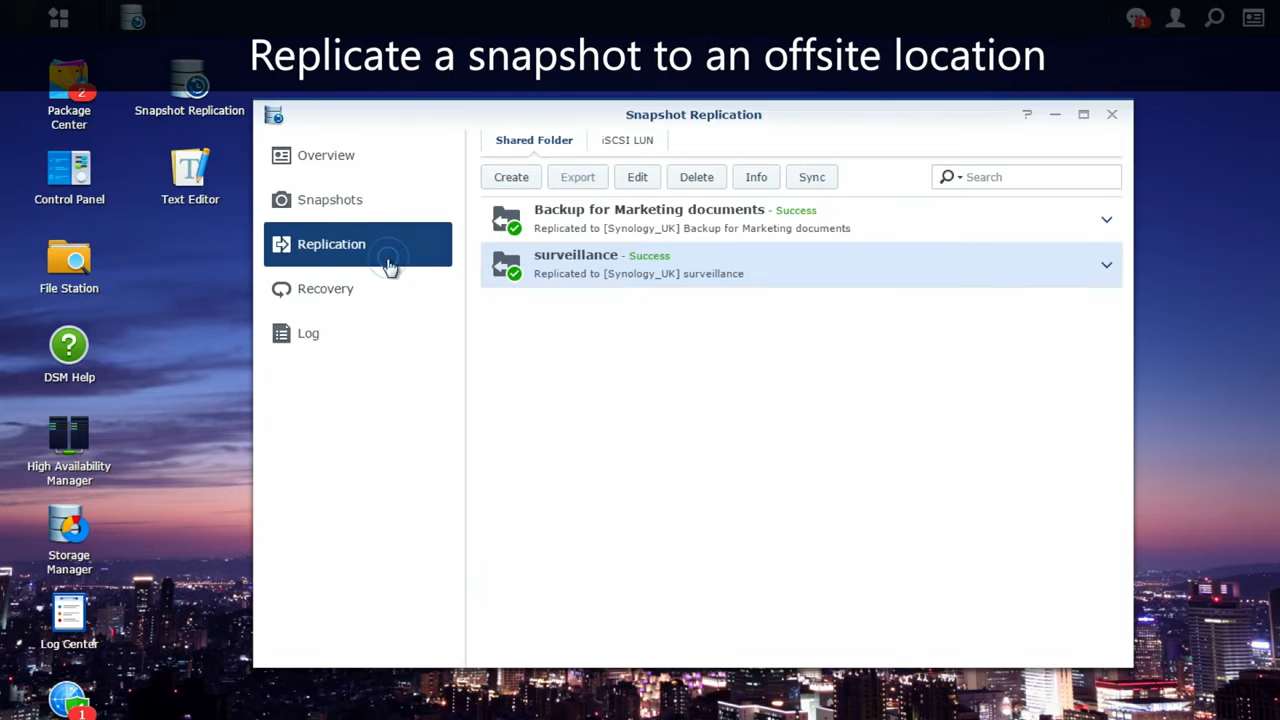 1
Replicate a snapshot to an offsite location
2
Package
Center
Snapshot Replication
Control Panel
Text Editor
File Station
?
DSM Help
High Availability
Manager
Storage
Manager
Log Center
1
Snapshot Replication
?
Overview
Snapshots
Replication
Recovery
Log
Shared Folder
iSCSI LUN
Create
Export
Edit
Delete
Info
Sync
Search
Backup for Marketing documents - Success
Replicated to [Synology_UK] Backup for Marketing documents
surveillance - Success
Replicated to [Synology_UK] surveillance